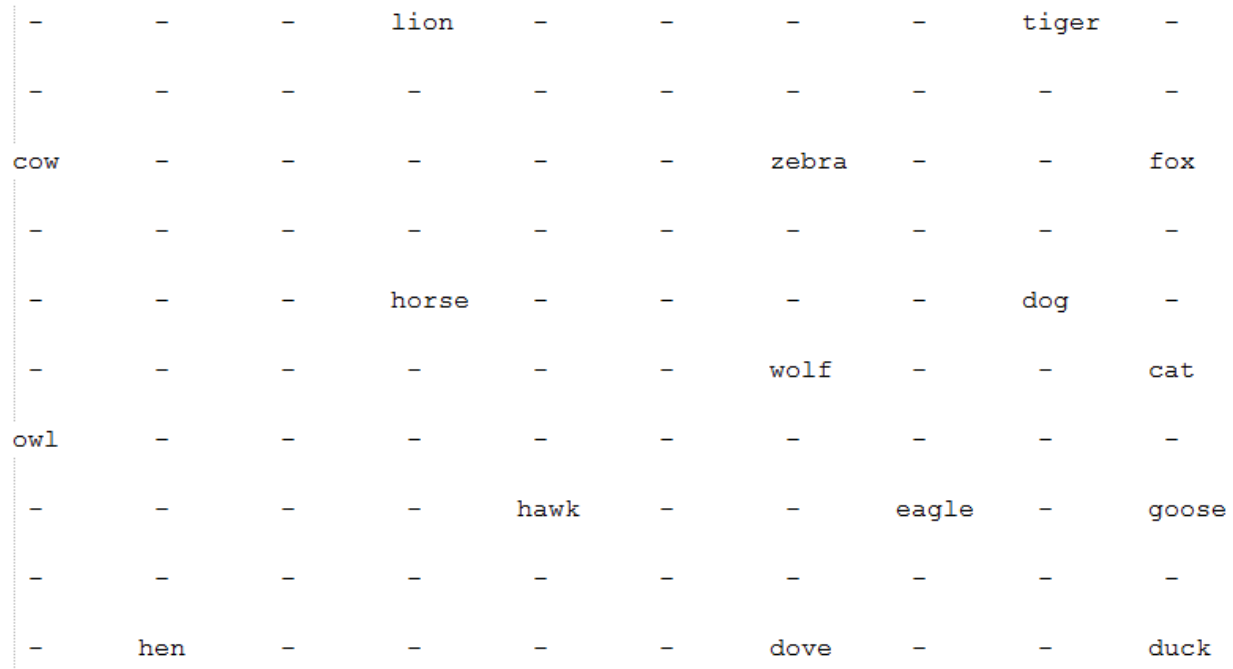 - - - lion - - - - tiger -
- - - - - - - - - -
cow - - - - - zebra - - fox
- - - - - - - - - -
- - - horse - - - - dog -
- - - - - - wolf - - cat
owl - - - - - - - - -
- - - - hawk - - eagle - goose
- - - - - - - - - -
- hen - - - - dove - - duck